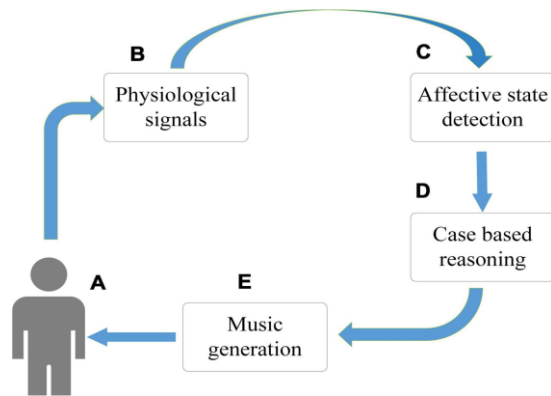 B
Physiological
signals
C
Affective state
detection
D
Case based
reasoning
E
Music
generation
A